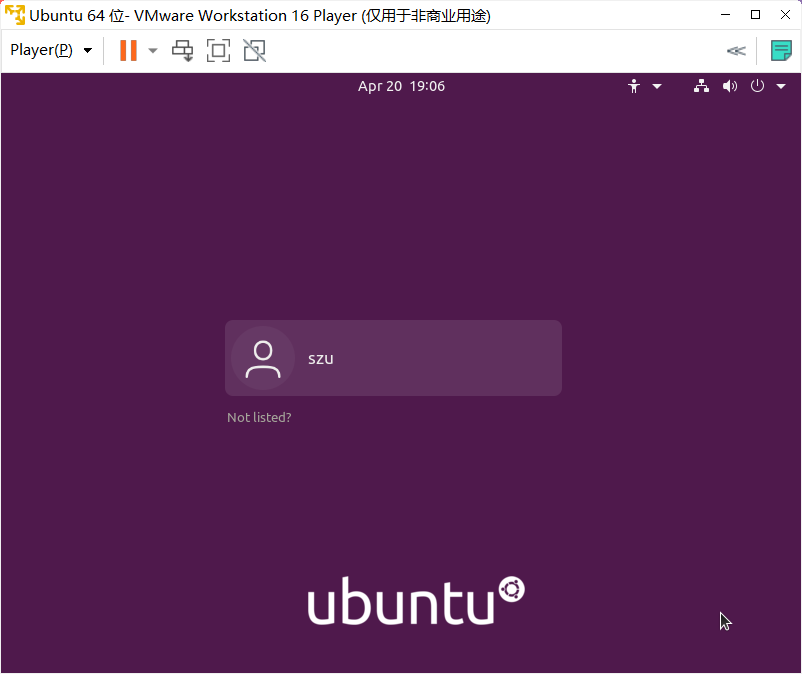 Ubuntu 64 位- VMware Workstation 16 Player (仅用于非商业用途)
Player(P)
Apr 20 19:06
szu
Not listed?
ubuntu